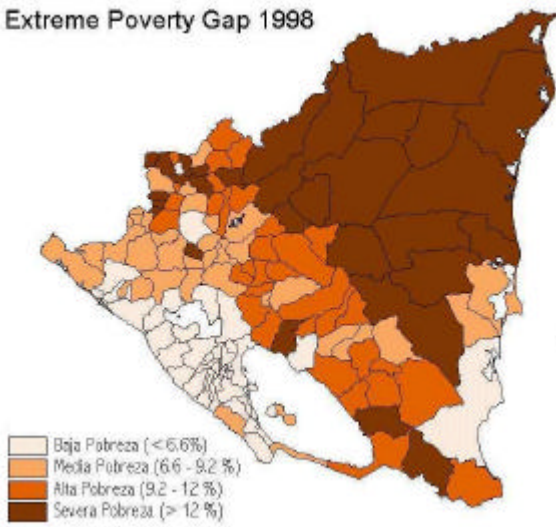 Extreme Poverty Gap 1998
Baja Pobreza (< 6.6%)
Media Pobreza (6.6 - 9.2 %)
Alta Pobreza (9.2 - 12 %)
Severa Pobreza (> 12 %)